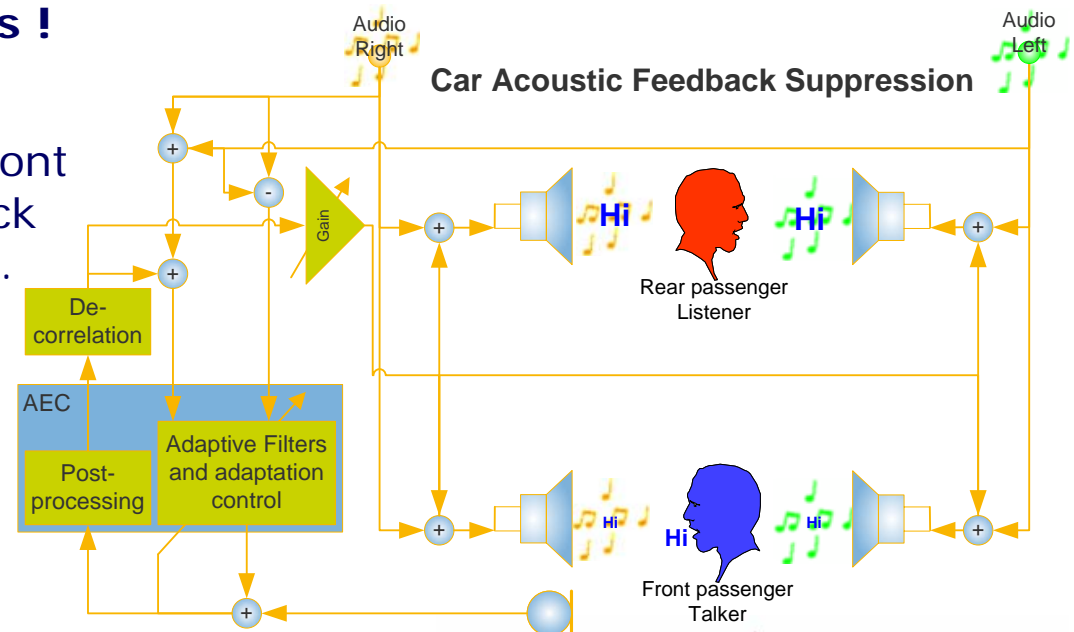 s !
Audio
Right
Audio
Left
Car Acoustic Feedback Suppression
ont
ck
.
+
-
Gain
+
+
+
Hi
Hi
Rear passenger
Listener
De-
correlation
AEC
Post-
processing
Adaptive Filters
and adaptation
control
+
+
Hi
Hi
Hi
Front passenger
Talker
+